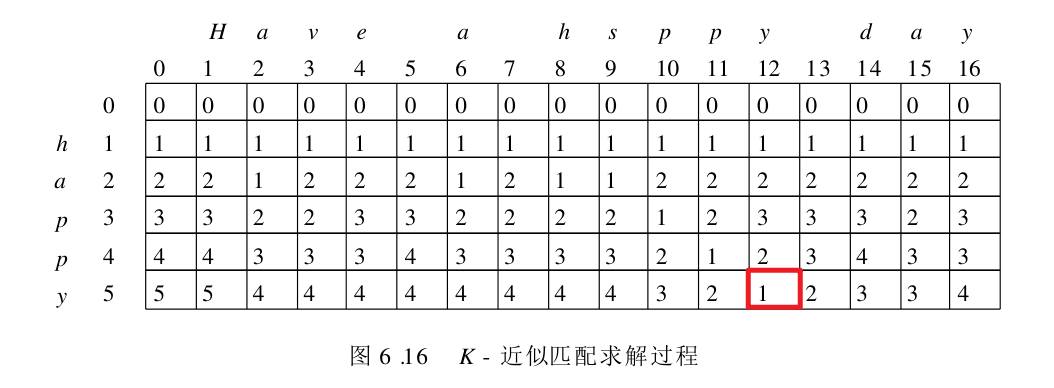 H a v e a h s p p y d a y
0 1 2 3 4 5 6 7 8 9 10 11 12 13 14 15 16
0 0 0 0 0 0 0 0 0 0 0 0 0 0 0 0 0 0
h 1 1 1 1 1 1 1 1 1 1 1 1 1 1 1 1 1 1
a 2 2 2 1 2 2 2 1 2 1 1 2 2 2 2 2 2 2
p 3 3 3 2 2 3 3 2 2 2 2 1 2 3 3 3 2 3
p 4 4 4 3 3 3 4 3 3 3 3 2 1 2 3 4 3 3
y 5 5 5 4 4 4 4 4 4 4 4 3 2 1 2 3 3 4
图 6 .16 K - 近似匹配求解过程